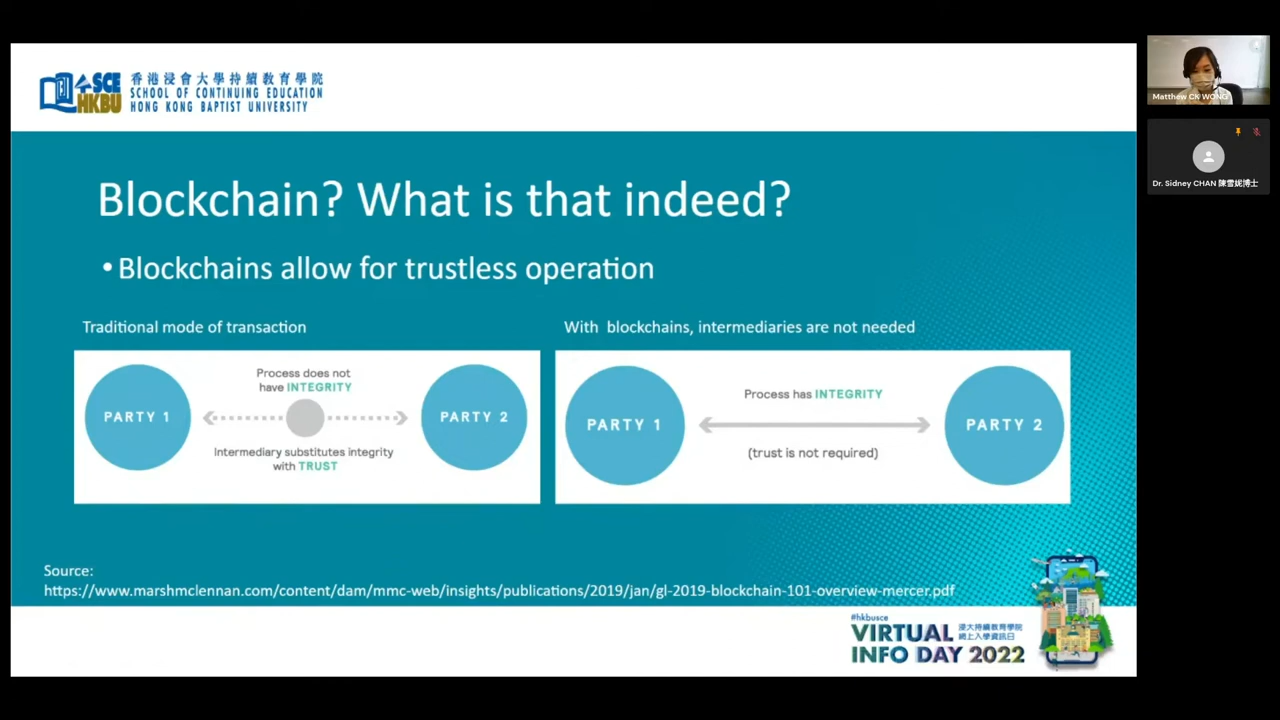 SCE
HKBU
香港浸會大學持續教育學院
SCHOOL OF CONTINUING EDUCATION
HONG KONG BAPTIST UNIVERSITY
Blockchain? What is that indeed?
•Blockchains allow for trustless operation
Traditional mode of transaction
PARTY 1
Process does not
have INTEGRITY
Intermediary substitutes integrity
with TRUST
PARTY 2
With blockchains, intermediaries are not needed
PARTY 1
Process has INTEGRITY
(trust is not required)
PARTY 2
Source:
https://www.marshmclennan.com/content/dam/mmc-web/insights/publications/2019/jan/gl-2019-blockchain-101-overview-mercer.pdf
#hkbusce
VIRTUAL
INFO DAY 2022
浸大持續教育學院
網上入學資訊日
Matthew CK WONG
Dr. Sidney CHAN 陳雪妮博士